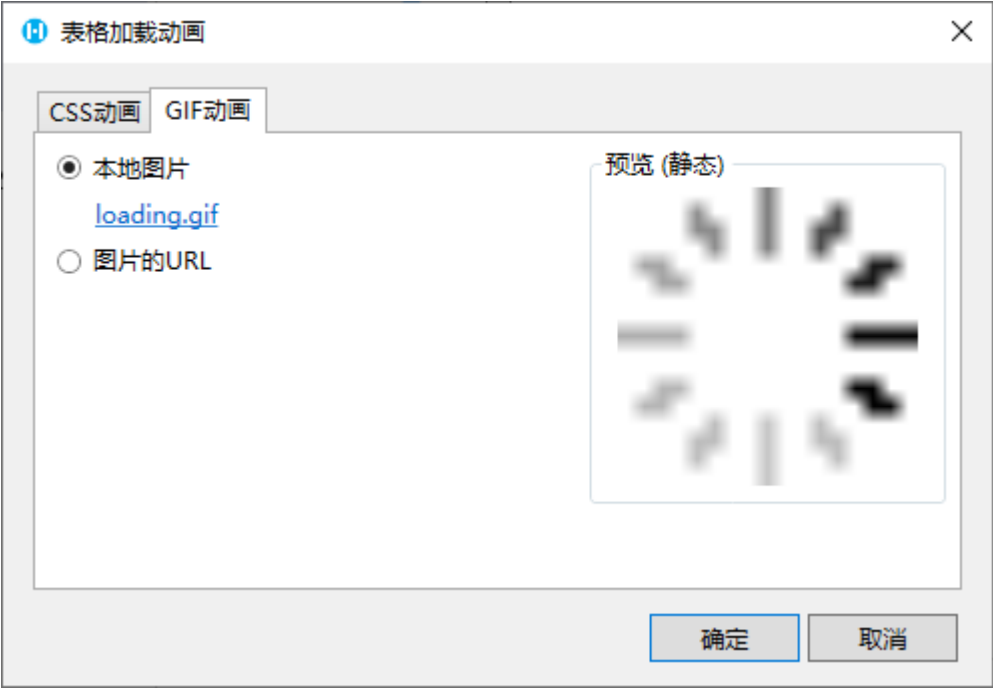 表格加载动画
CSS动画
GIF动画
本地图片
loading.gif
图片的URL
预览 (静态)
确定
取消